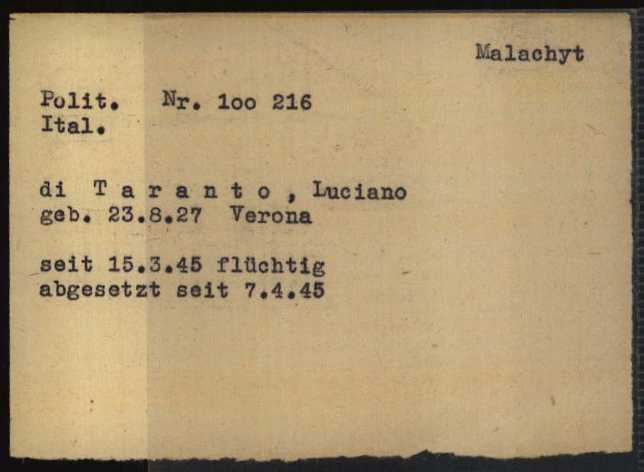 Malachyt
Polit. Nr. 1oo 216
Ital.
di T a r a n t o , Luciano
geb. 23.8.27 Verona
seit 15.3.45 flüchtig
abgesetzt seit 7.4.45